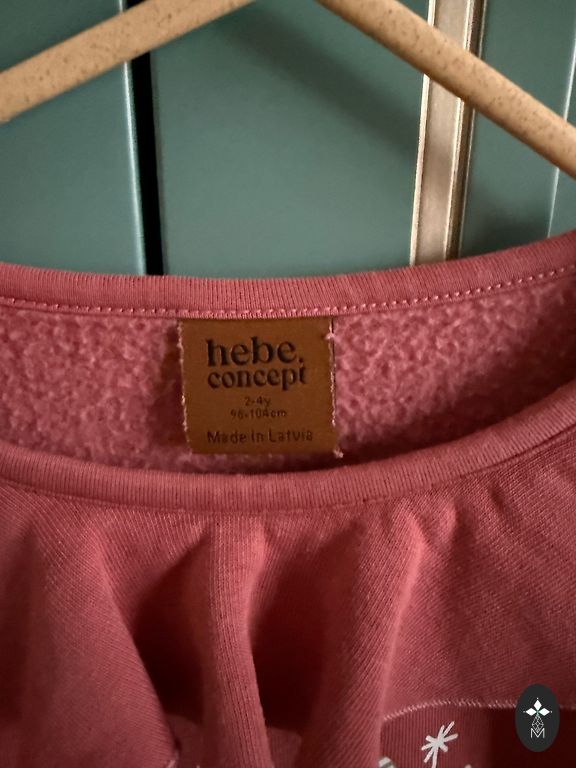 hebe.
concept
2-4y
98-104cm
Made in Latvia
M